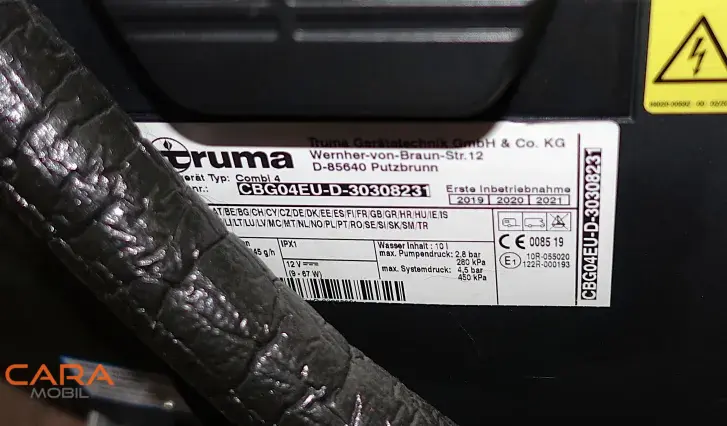 truma
Truma Gerätetechnik GmbH & Co. KG
Wernher-von-Braun-Str.12
D-85640 Putzbrunn
erät Typ: Combi 4
nr.: CBG04EU-D-30308231
Erste Inbetriebnahme
2019 | 2020 | 2021
AT/BE/BG/CH/CY/CZ/DE/DK/EE/ES/FI/FR/GB/GR/HR/HU/IE/IS
/LI/LT/LU/LV/MC/MT/NL/NO/PL/PT/RO/SE/SI/SK/SM/TR
45 g/h
IPX1
12 V
(9 - 67 W)
Wasser Inhalt: 10 l
max. Pumpendruck: 2,8 bar
280 kPa
max. Systemdruck: 4,5 bar
450 kPa
CE 0085 19
E1 10R-055020
122R-000193
CBG04EU-D-30308231
CARA
MOBIL